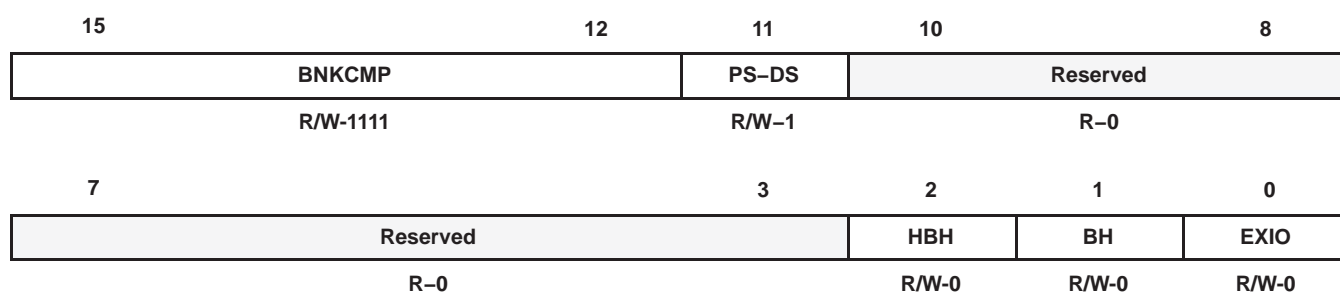 15 12 11 10 8
BNKCMP PS–DS Reserved
R/W-1111 R/W–1 R–0
7 3 2 1 0
Reserved HBH BH EXIO
R–0 R/W-0 R/W-0 R/W-0